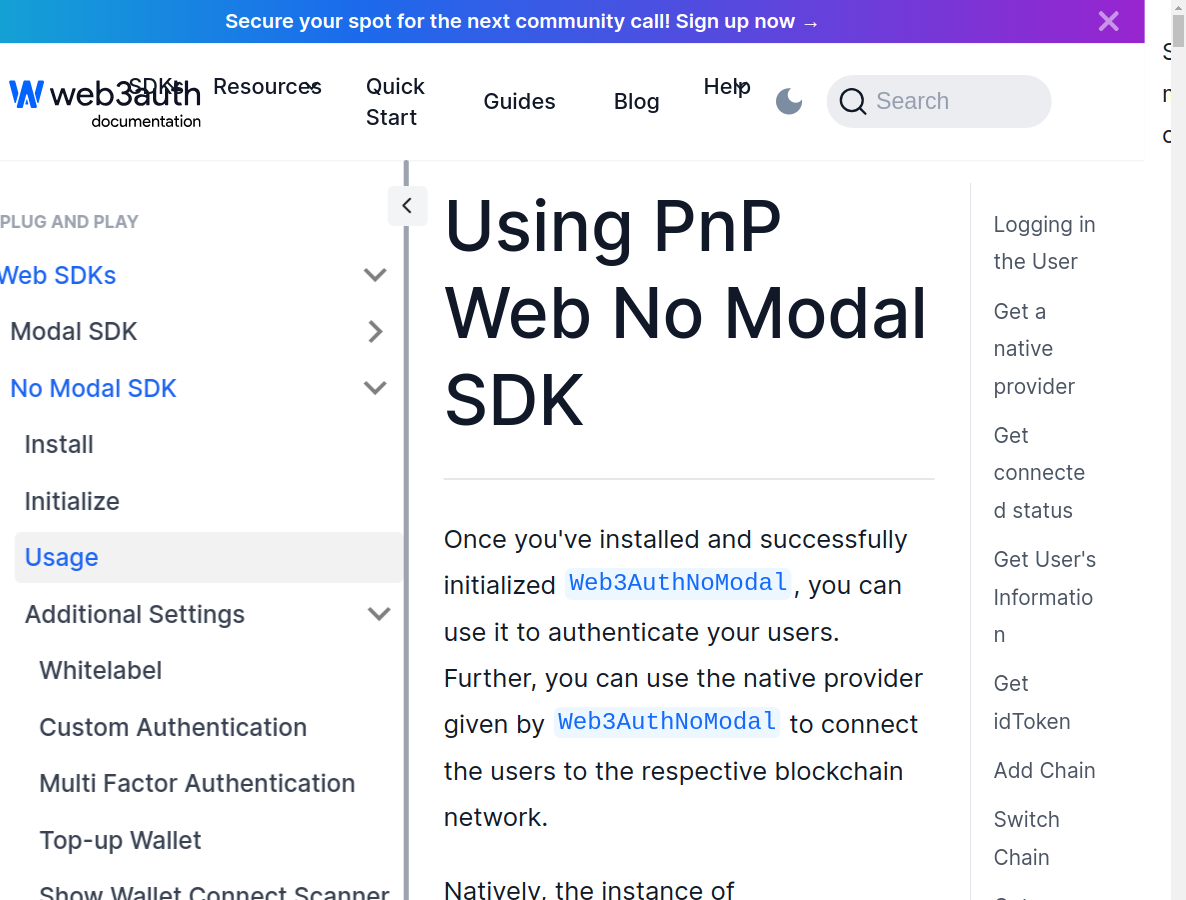 Secure your spot for the next community call! Sign up now →
web3auth
documentation
SDKs
Resources
Quick
Start
Guides
Blog
Help
Search
PLUG AND PLAY
Web SDKs
Modal SDK
No Modal SDK
Install
Initialize
Usage
Additional Settings
Whitelabel
Custom Authentication
Multi Factor Authentication
Top-up Wallet
Show Wallet Connect Scanner
Using PnP
Web No Modal
SDK
Once you've installed and successfully
initialized Web3AuthNoModal, you can
use it to authenticate your users.
Further, you can use the native provider
given by Web3AuthNoModal to connect
the users to the respective blockchain
network.
Natively, the instance of
Logging in
the User
Get a
native
provider
Get
connecte
d status
Get User's
Informatio
n
Get
idToken
Add Chain
Switch
Chain